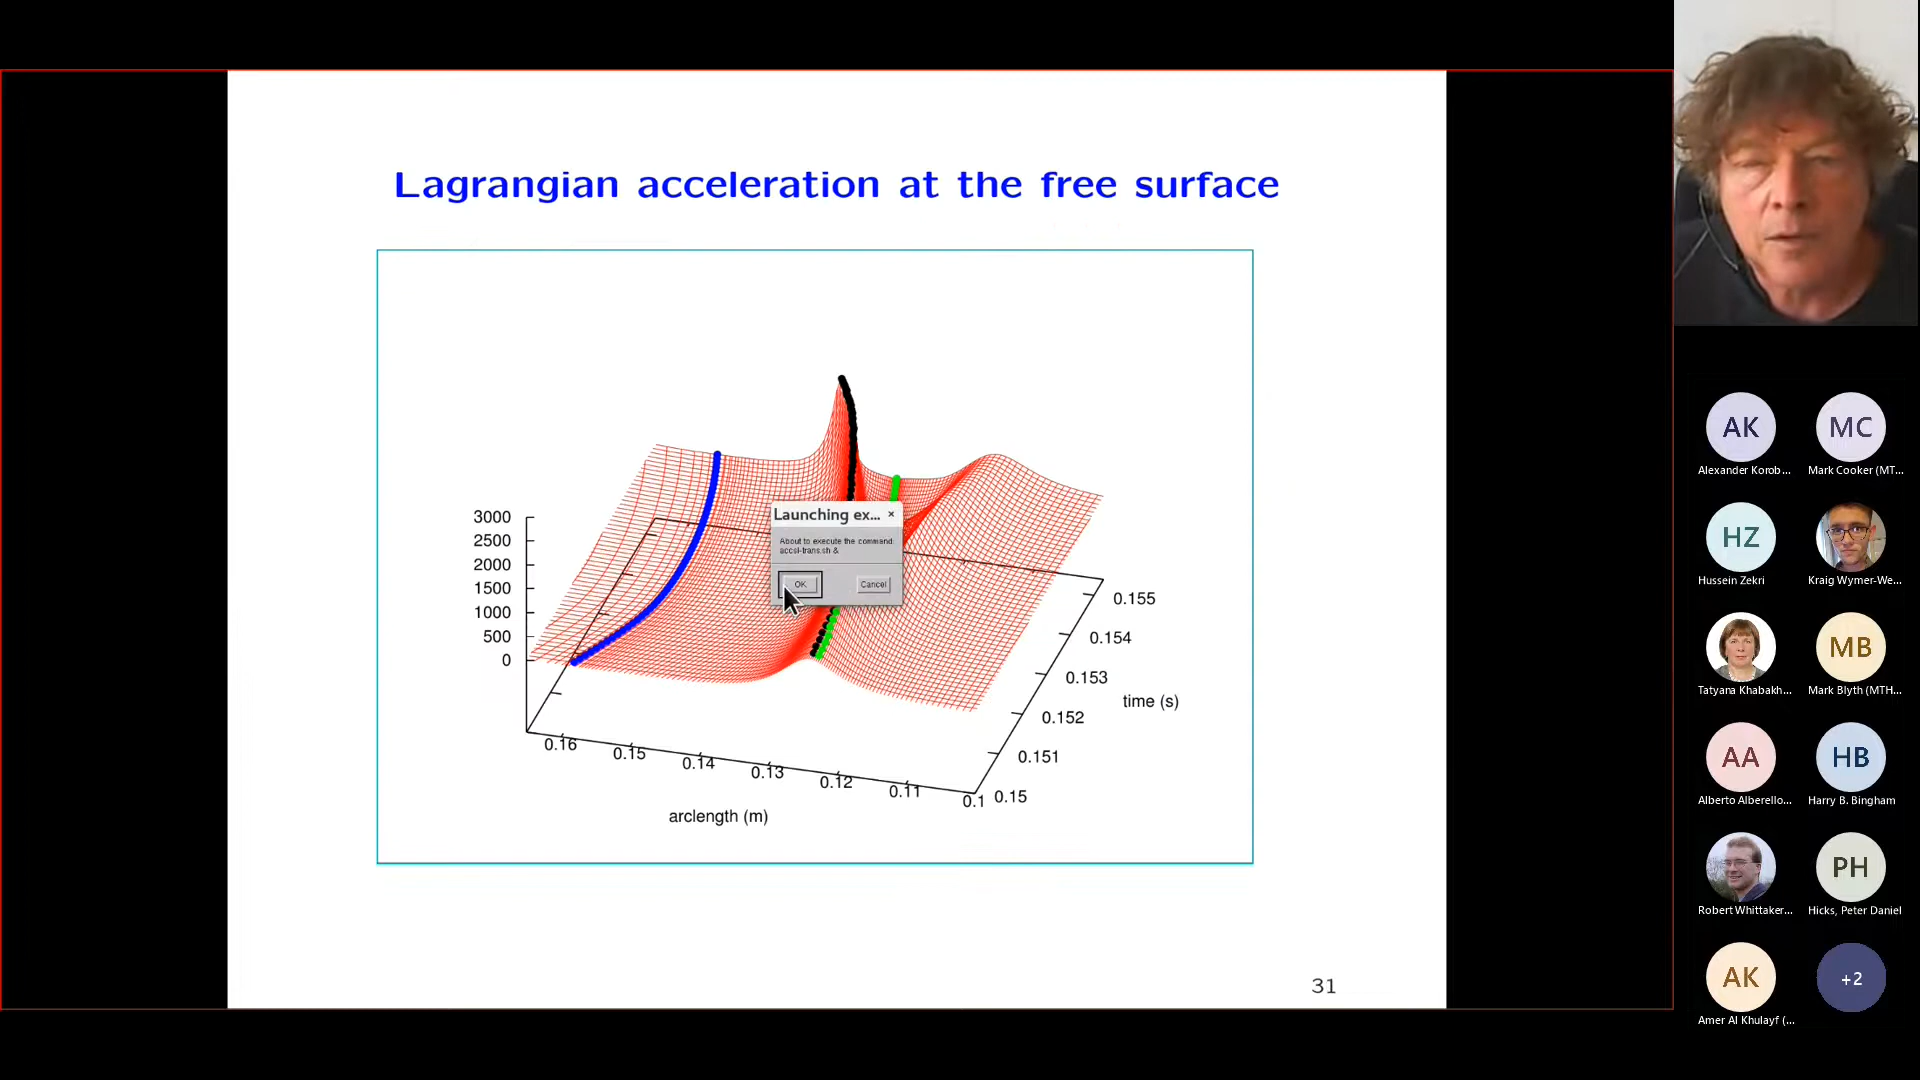 Lagrangian acceleration at the free surface
3000
2500
2000
1500
1000
500
0
Launching ex... ×
About to execute the command:
accsl-trans.sh &
OK Cancel
0.155
0.154
0.153
0.152
0.151
0.15
time (s)
0.16 0.15 0.14 0.13 0.12 0.11 0.1
arclength (m)
31
AK MC
Alexander Korob... Mark Cooker (MT...
HZ
Hussein Zekri Kraig Wymer-We...
MB
Tatyana Khabakh... Mark Blyth (MTH...
AA HB
Alberto Alberello... Harry B. Bingham
PH
Robert Whittaker... Hicks, Peter Daniel
AK +2
Amer Al Khulayf (...